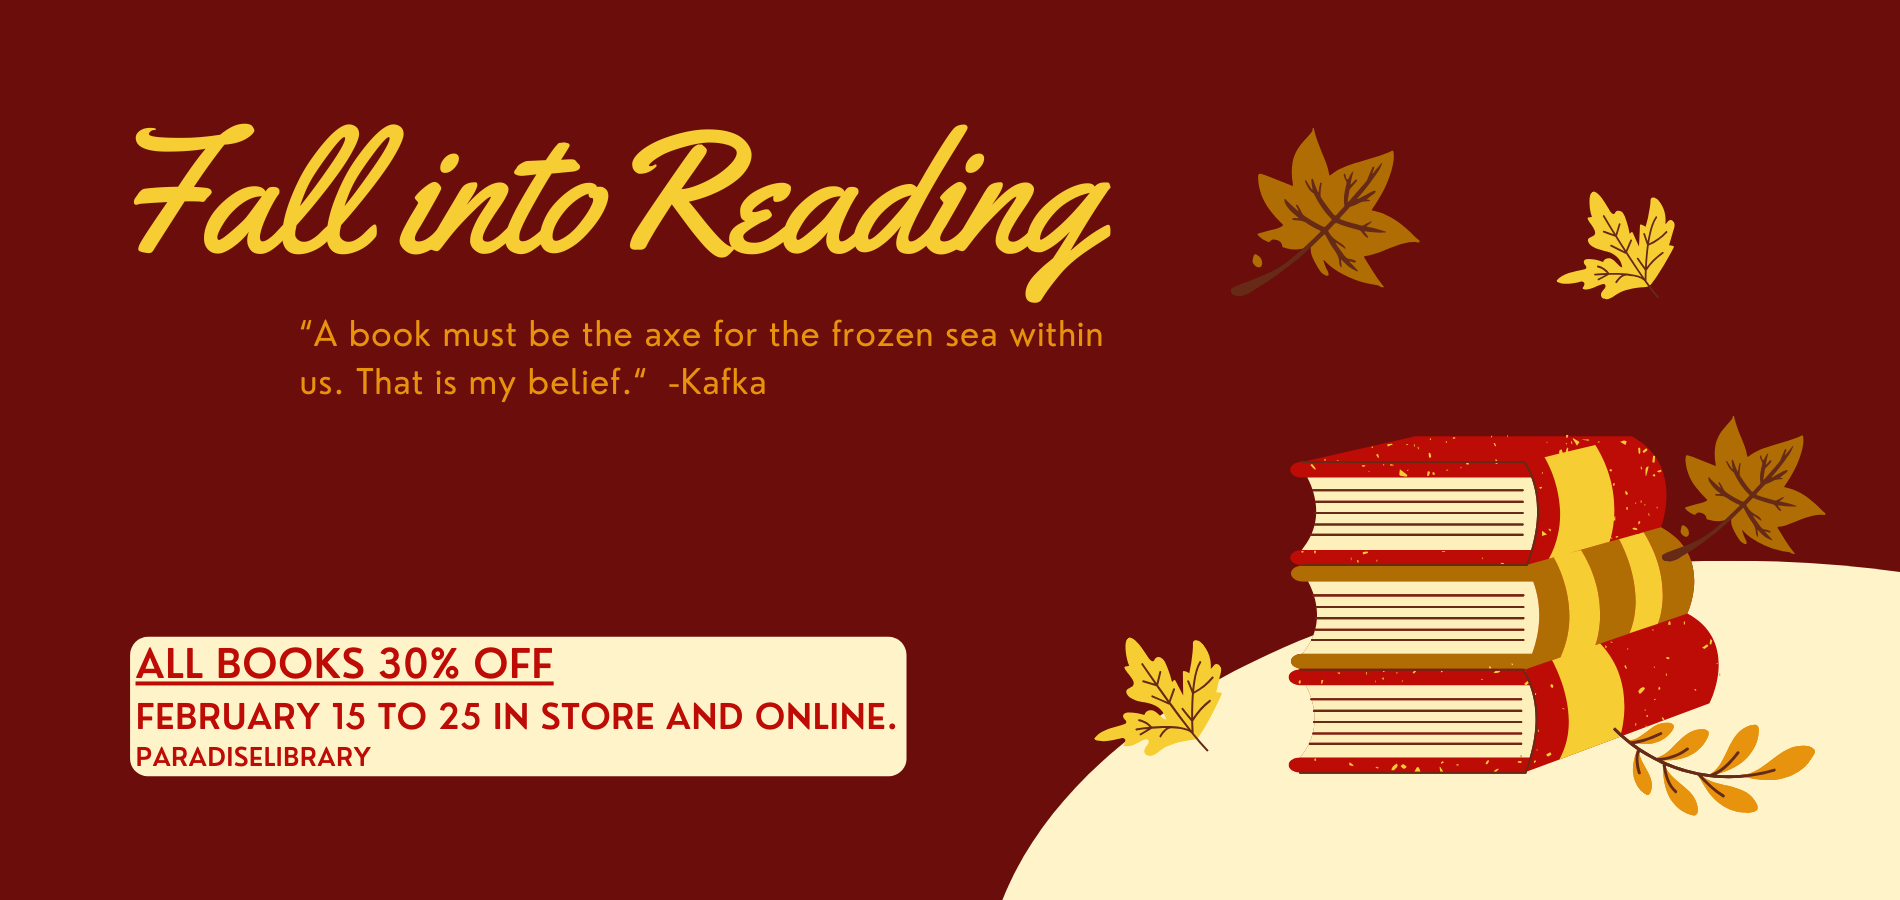 Fall into Reading
“A book must be the axe for the frozen sea within
us. That is my belief.“  -Kafka
ALL BOOKS 30% OFF
FEBRUARY 15 TO 25 IN STORE AND ONLINE.
PARADISELIBRARY